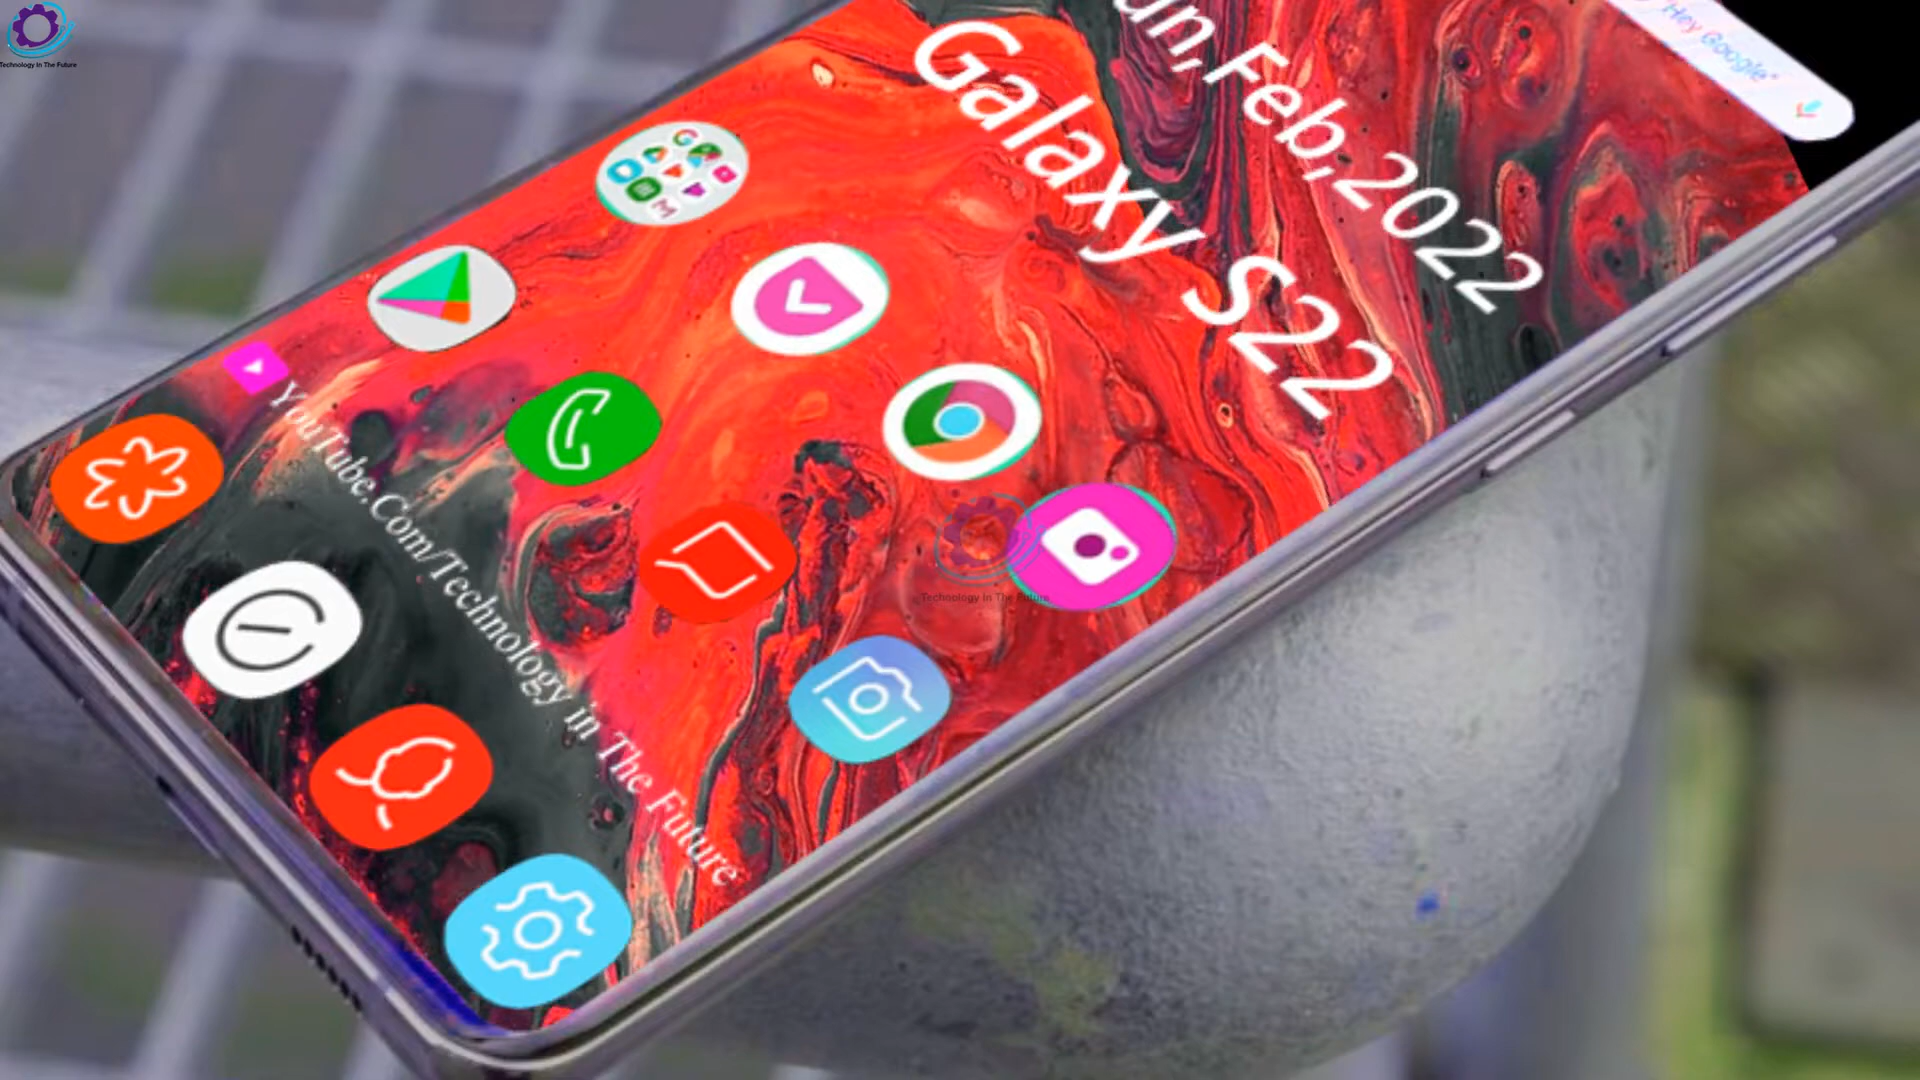 Technology In The Future
Hey Google"
un,Feb,2022
Galaxy S22
YouTube.Com/Technology in The Future
Technology In The Future